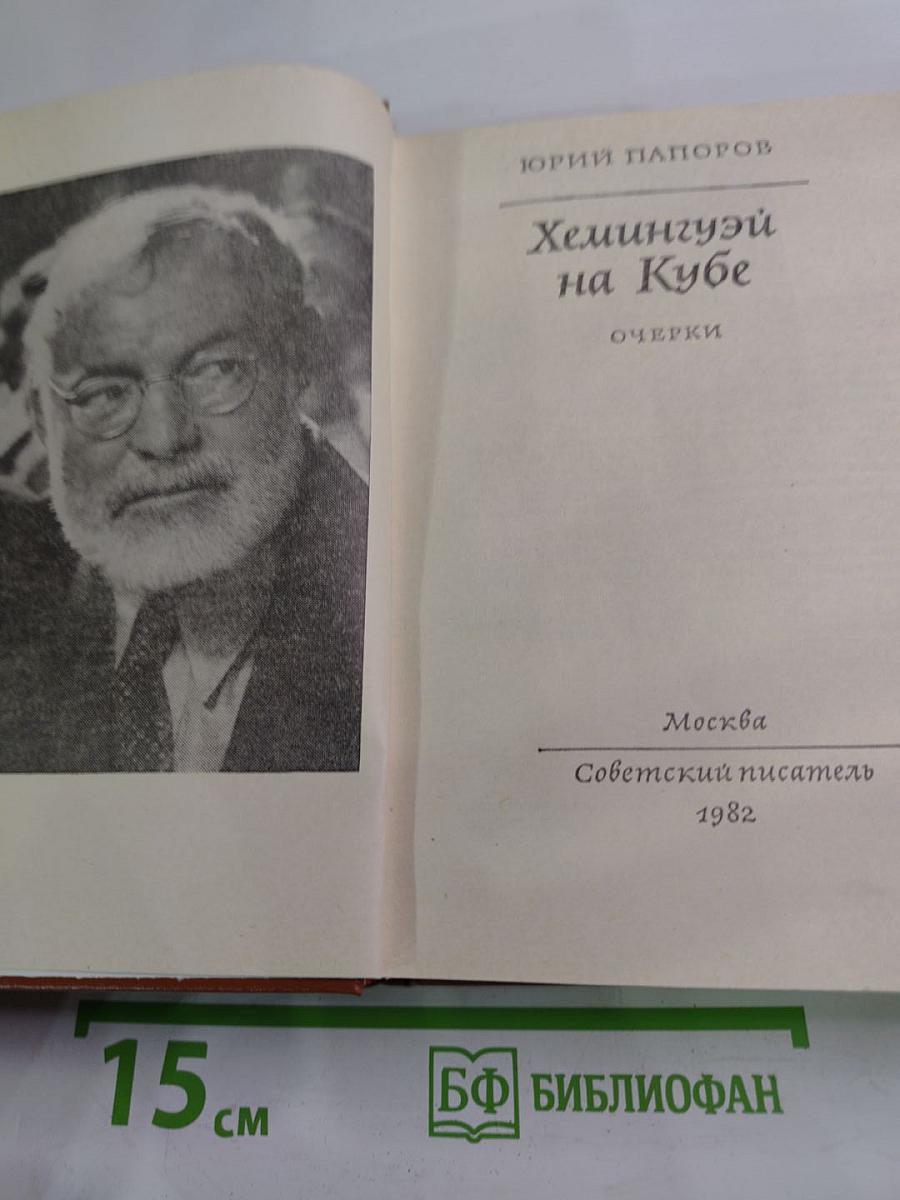 ЮРИЙ ПАПОРОВ
Хемингуэй
на Кубе
ОЧЕРКИ
Москва
Советский писатель
1982
15 см
БФ БИБЛИОФАН